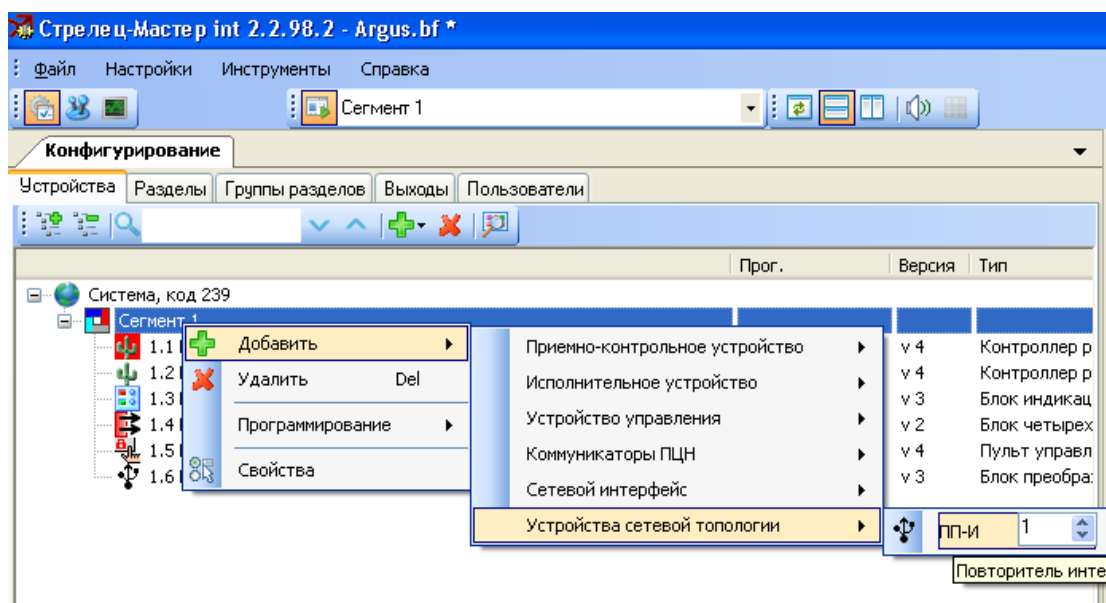 Стрелец-Мастер int 2.2.98.2 - Argus.bf *
Файл Настройки Инструменты Справка
Сегмент 1
Конфигурирование
Устройства Разделы Группы разделов Выходы Пользователи
Прог. Версия Тип
Система, код 239
Сегмент 1
1.1 v 4 Контроллер р
1.2 v 4 Контроллер р
1.3 v 3 Блок индикац
1.4 v 2 Блок четырех
1.5 v 4 Пульт управл
1.6 v 3 Блок преобра
Добавить
Удалить Del
Программирование
Свойства
Приемно-контрольное устройство
Исполнительное устройство
Устройство управления
Коммуникаторы ПЦН
Сетевой интерфейс
Устройства сетевой топологии
ПП-И 1
Повторитель инте